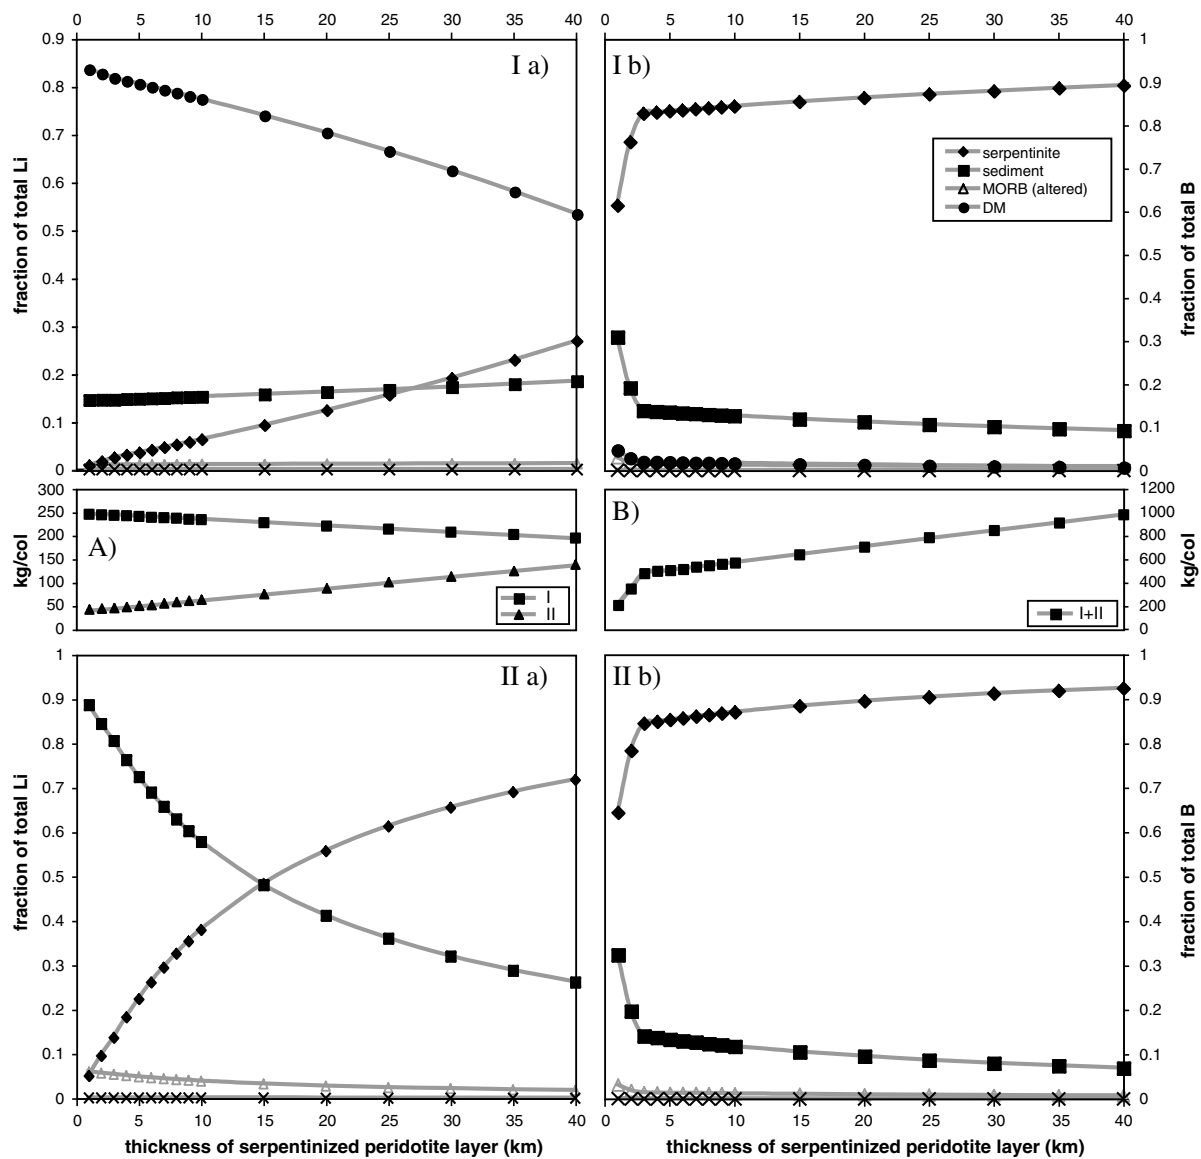 0 5 10 15 20 25 30 35 40
0 5 10 15 20 25 30 35 40
0.9
0.8
0.7
0.6
0.5
0.4
0.3
0.2
0.1
0
fraction of total Li
I a)
I b)
1
0.9
0.8
0.7
0.6
0.5
0.4
0.3
0.2
0.1
0
fraction of total B
serpentinite
sediment
MORB (altered)
DM
300
250
200
150
100
50
0
kg/col
A)
I
II
B)
I+II
1200
1000
800
600
400
200
0
kg/col
1
0.9
0.8
0.7
0.6
0.5
0.4
0.3
0.2
0.1
0
fraction of total Li
II a)
II b)
1
0.9
0.8
0.7
0.6
0.5
0.4
0.3
0.2
0.1
0
fraction of total B
0 5 10 15 20 25 30 35 40
0 5 10 15 20 25 30 35 40
thickness of serpentinized peridotite layer (km)
thickness of serpentinized peridotite layer (km)